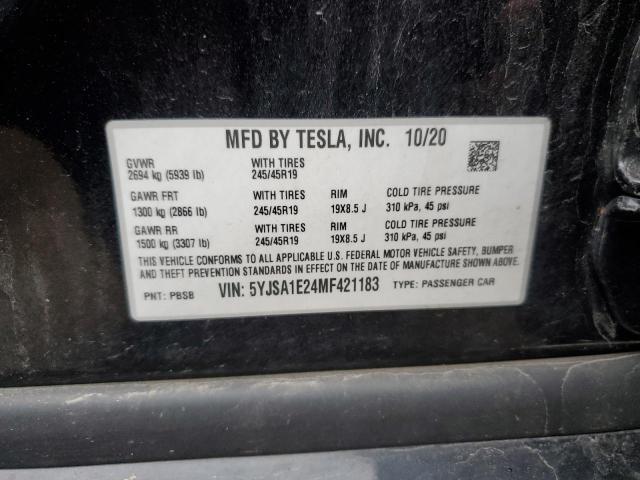 MFD BY TESLA, INC. 10/20
GVWR WITH TIRES
2694 kg (5939 lb) 245/45R19
GAWR FRT WITH TIRES RIM COLD TIRE PRESSURE
1300 kg (2866 lb) 245/45R19 19X8.5 J 310 kPa, 45 psi
GAWR RR WITH TIRES RIM COLD TIRE PRESSURE
1500 kg (3307 lb) 245/45R19 19X8.5 J 310 kPa, 45 psi
THIS VEHICLE CONFORMS TO ALL APPLICABLE U.S. FEDERAL MOTOR VEHICLE SAFETY, BUMPER
AND THEFT PREVENTION STANDARDS IN EFFECT ON THE DATE OF MANUFACTURE SHOWN ABOVE.
PNT: PBSB VIN: 5YJSA1E24MF421183 TYPE: PASSENGER CAR